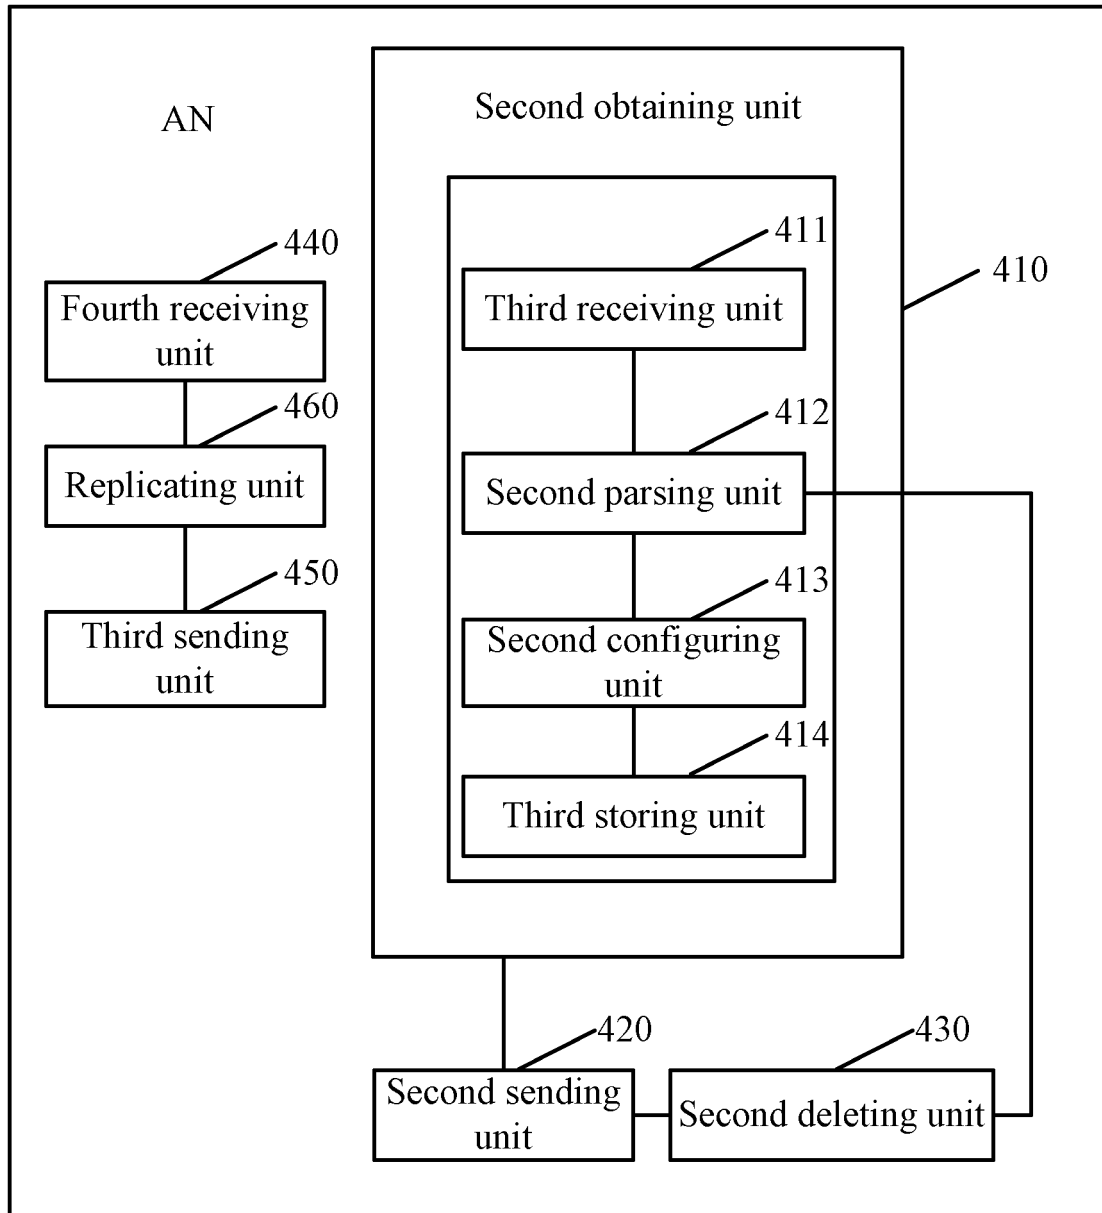 AN
440
Fourth receiving
unit
460
Replicating unit
450
Third sending
unit
Second obtaining unit
410
411
Third receiving unit
412
Second parsing unit
413
Second configuring
unit
414
Third storing unit
420
Second sending
unit
430
Second deleting unit